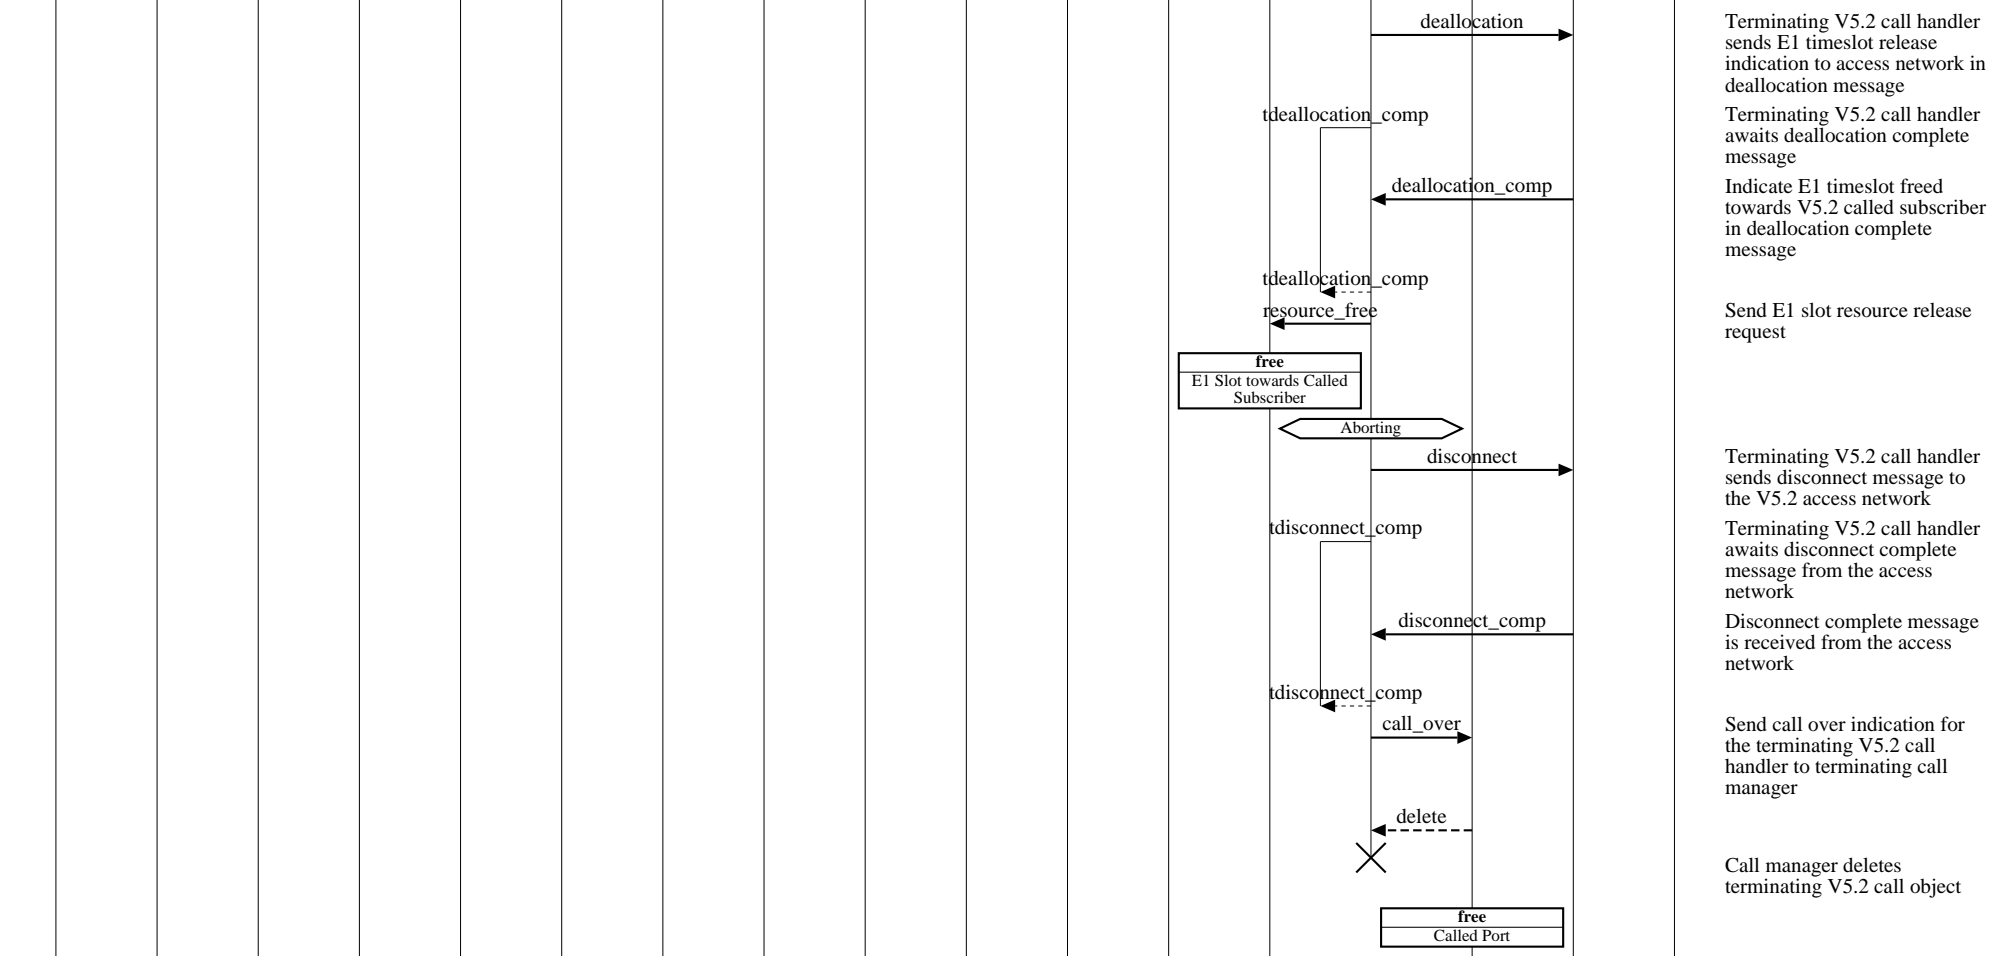 deallocation
Terminating V5.2 call handler
sends E1 timeslot release
indication to access network in
deallocation message
tdeallocation_comp
Terminating V5.2 call handler
awaits deallocation complete
message
deallocation_comp
Indicate E1 timeslot freed
towards V5.2 called subscriber
in deallocation complete
message
tdeallocation_comp
resource_free
Send E1 slot resource release
request
free
E1 Slot towards Called
Subscriber
Aborting
disconnect
Terminating V5.2 call handler
sends disconnect message to
the V5.2 access network
tdisconnect_comp
Terminating V5.2 call handler
awaits disconnect complete
message from the access
network
disconnect_comp
Disconnect complete message
is received from the access
network
tdisconnect_comp
call_over
Send call over indication for
the terminating V5.2 call
handler to terminating call
manager
delete
Call manager deletes
terminating V5.2 call object
free
Called Port